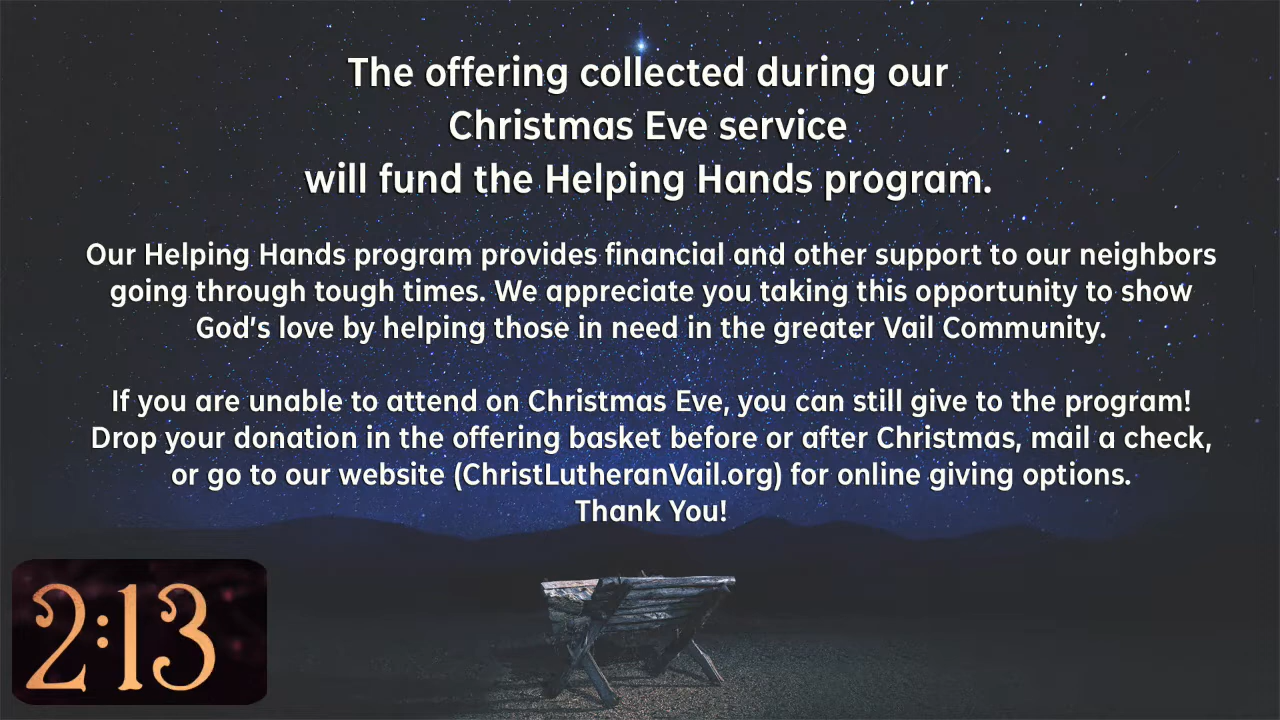 The offering collected during our
Christmas Eve service
will fund the Helping Hands program.
Our Helping Hands program provides financial and other support to our neighbors
going through tough times. We appreciate you taking this opportunity to show
God's love by helping those in need in the greater Vail Community.
If you are unable to attend on Christmas Eve, you can still give to the program!
Drop your donation in the offering basket before or after Christmas, mail a check,
or go to our website (ChristLutheranVail.org) for online giving options.
Thank You!
2:13